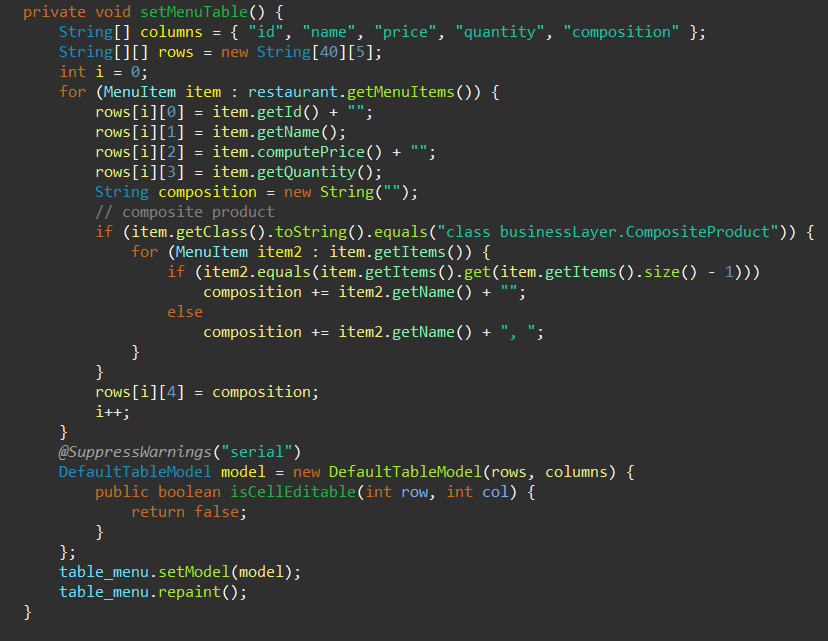 private void setMenuTable() {
    String[] columns = { "id", "name", "price", "quantity", "composition" };
    String[][] rows = new String[40][5];
    int i = 0;
    for (MenuItem item : restaurant.getMenuItems()) {
        rows[i][0] = item.getId() + "";
        rows[i][1] = item.getName();
        rows[i][2] = item.computePrice() + "";
        rows[i][3] = item.getQuantity();
        String composition = new String("");
        // composite product
        if (item.getClass().toString().equals("class businessLayer.CompositeProduct")) {
            for (MenuItem item2 : item.getItems()) {
                if (item2.equals(item.getItems().get(item.getItems().size() - 1)))
                    composition += item2.getName() + "";
                else
                    composition += item2.getName() + ", ";
            }
        }
        rows[i][4] = composition;
        i++;
    }
    @SuppressWarnings("serial")
    DefaultTableModel model = new DefaultTableModel(rows, columns) {
        public boolean isCellEditable(int row, int col) {
            return false;
        }
    };
    table_menu.setModel(model);
    table_menu.repaint();
}